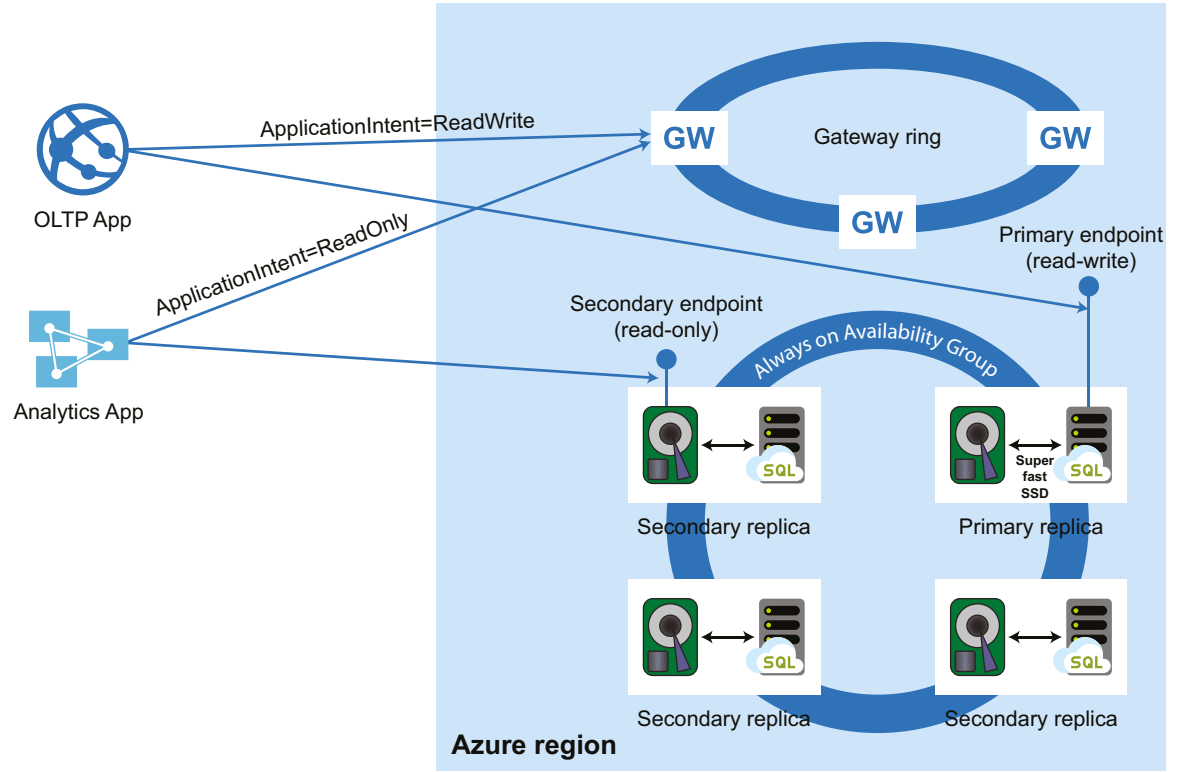 ApplicationIntent=ReadWrite
GW
Gateway ring
GW
GW
OLTP App
ApplicationIntent=ReadOnly
Primary endpoint
(read-write)
Secondary endpoint
(read-only)
Always on Availability Group
Analytics App
SQL
Super
fast
SSD
SQL
Secondary replica
Primary replica
SQL
SQL
Secondary replica
Secondary replica
Azure region